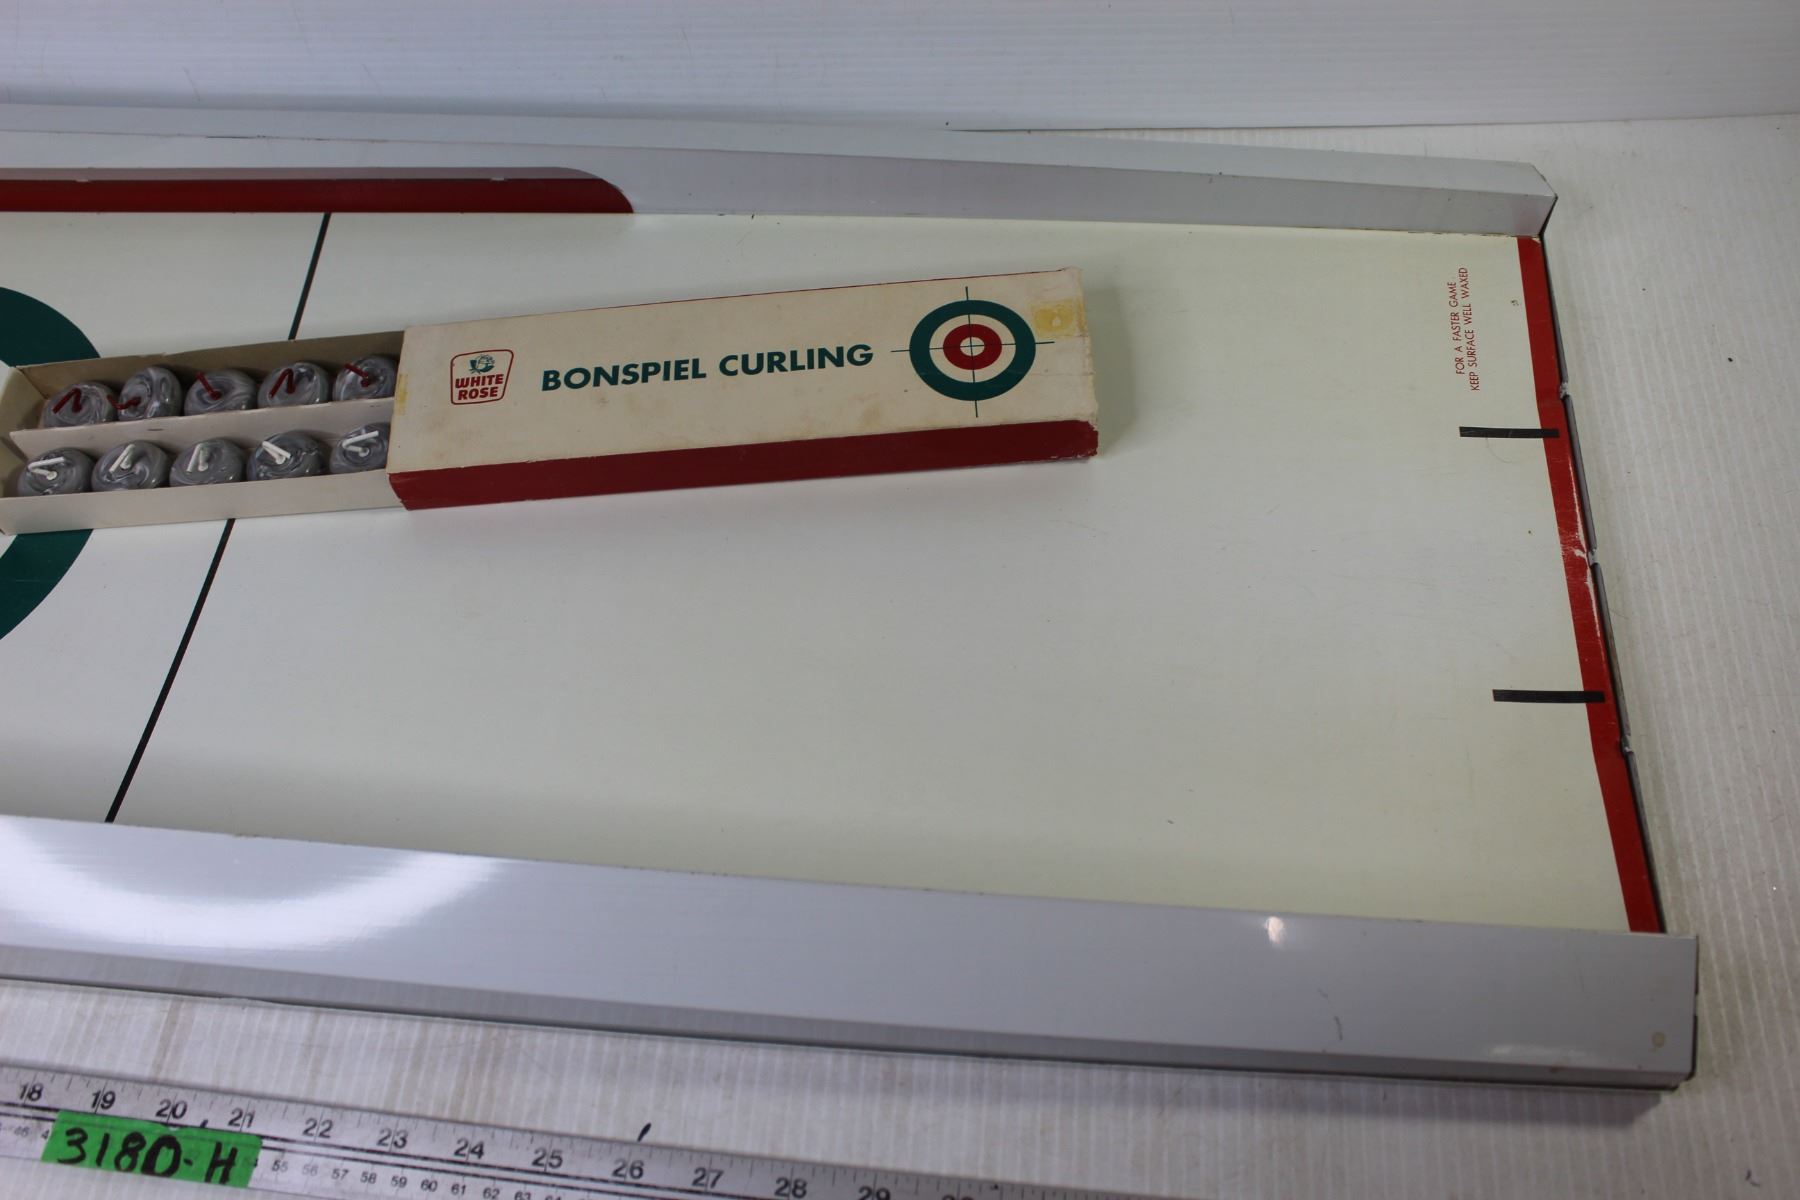 FOR A FASTER GAME
KEEP SURFACE WELL WAXED
WHITE
ROSE
BONSPIEL CURLING
18 19 20 21 22 23 24 25 26 27 28 29
3180-H
55 56 57 58 59 60 61 62 63